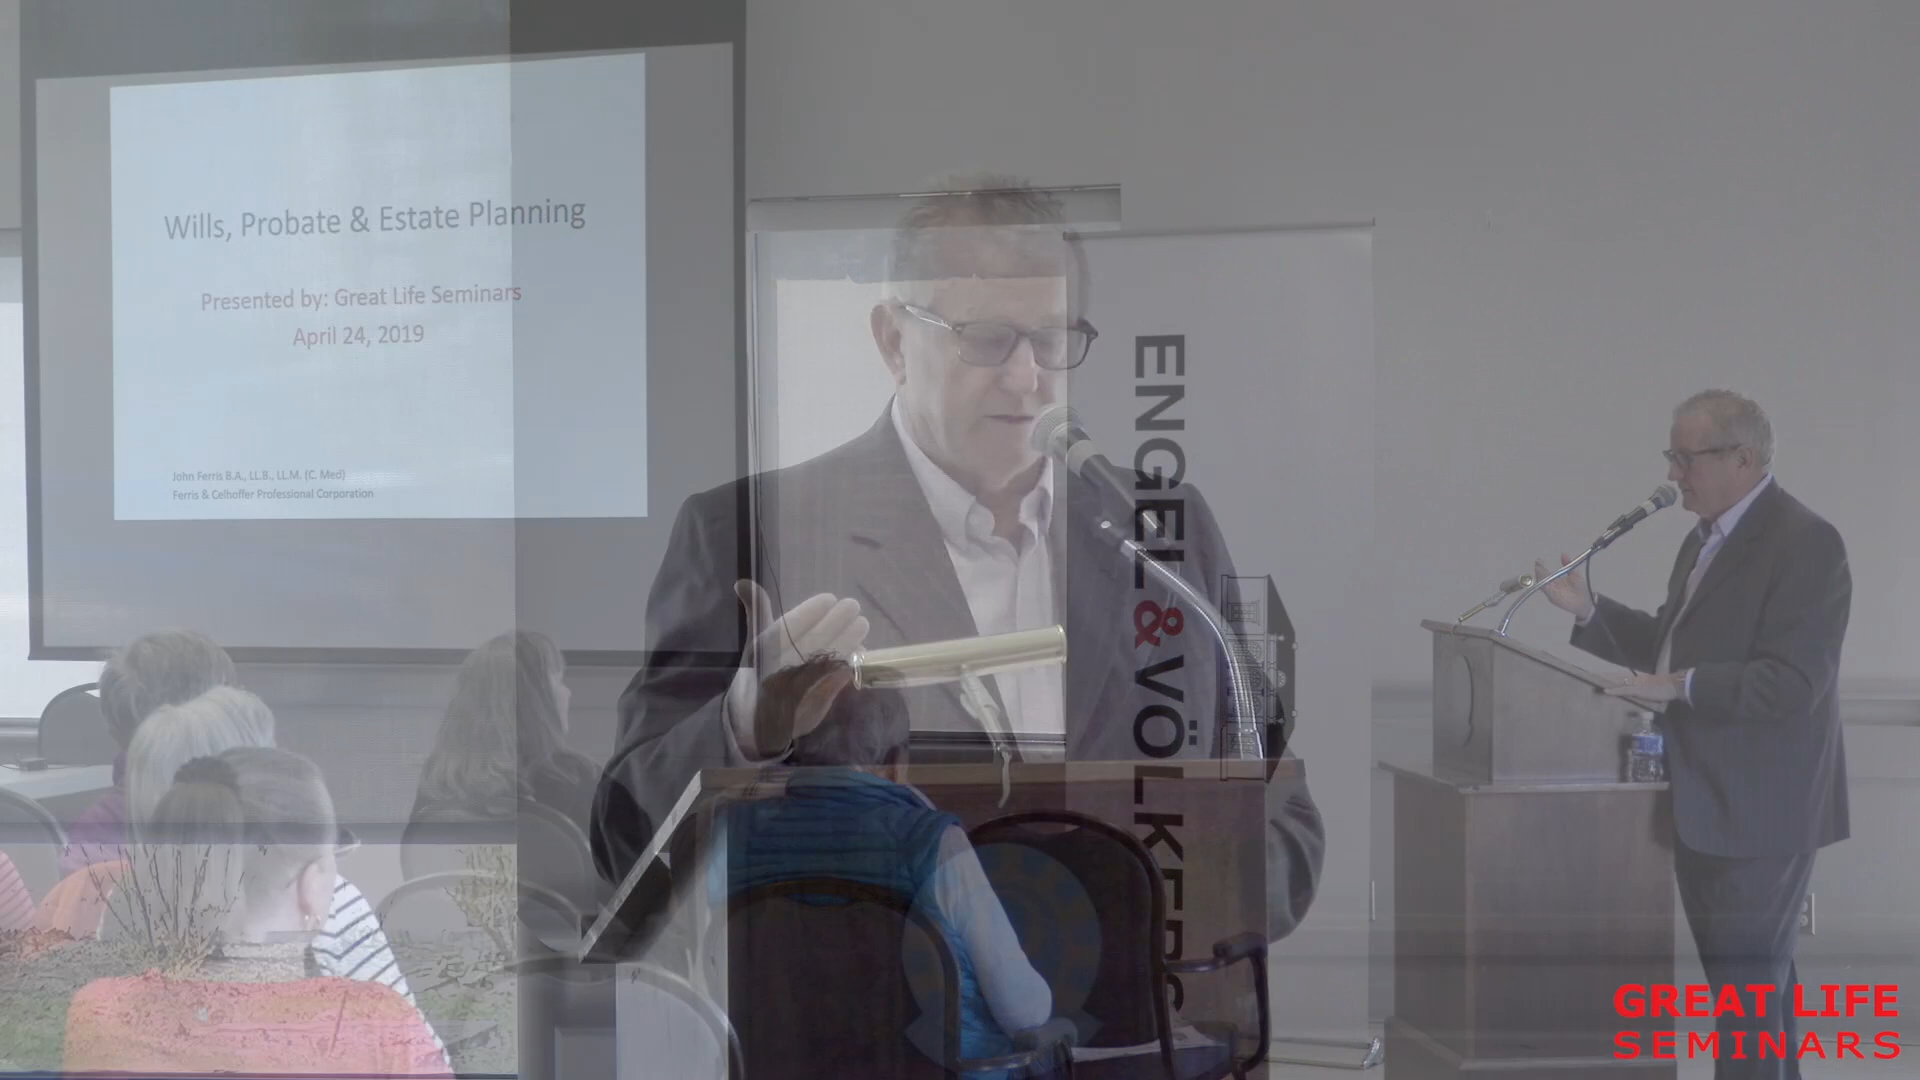 Wills, Probate & Estate Planning
Presented by: Great Life Seminars
April 24, 2019
John Ferris B.A., LL.B., LL.M. (C. Med)
Ferris & Celhoffer Professional Corporation
ENGEL&VÖLKERS
GREAT LIFE
SEMINARS